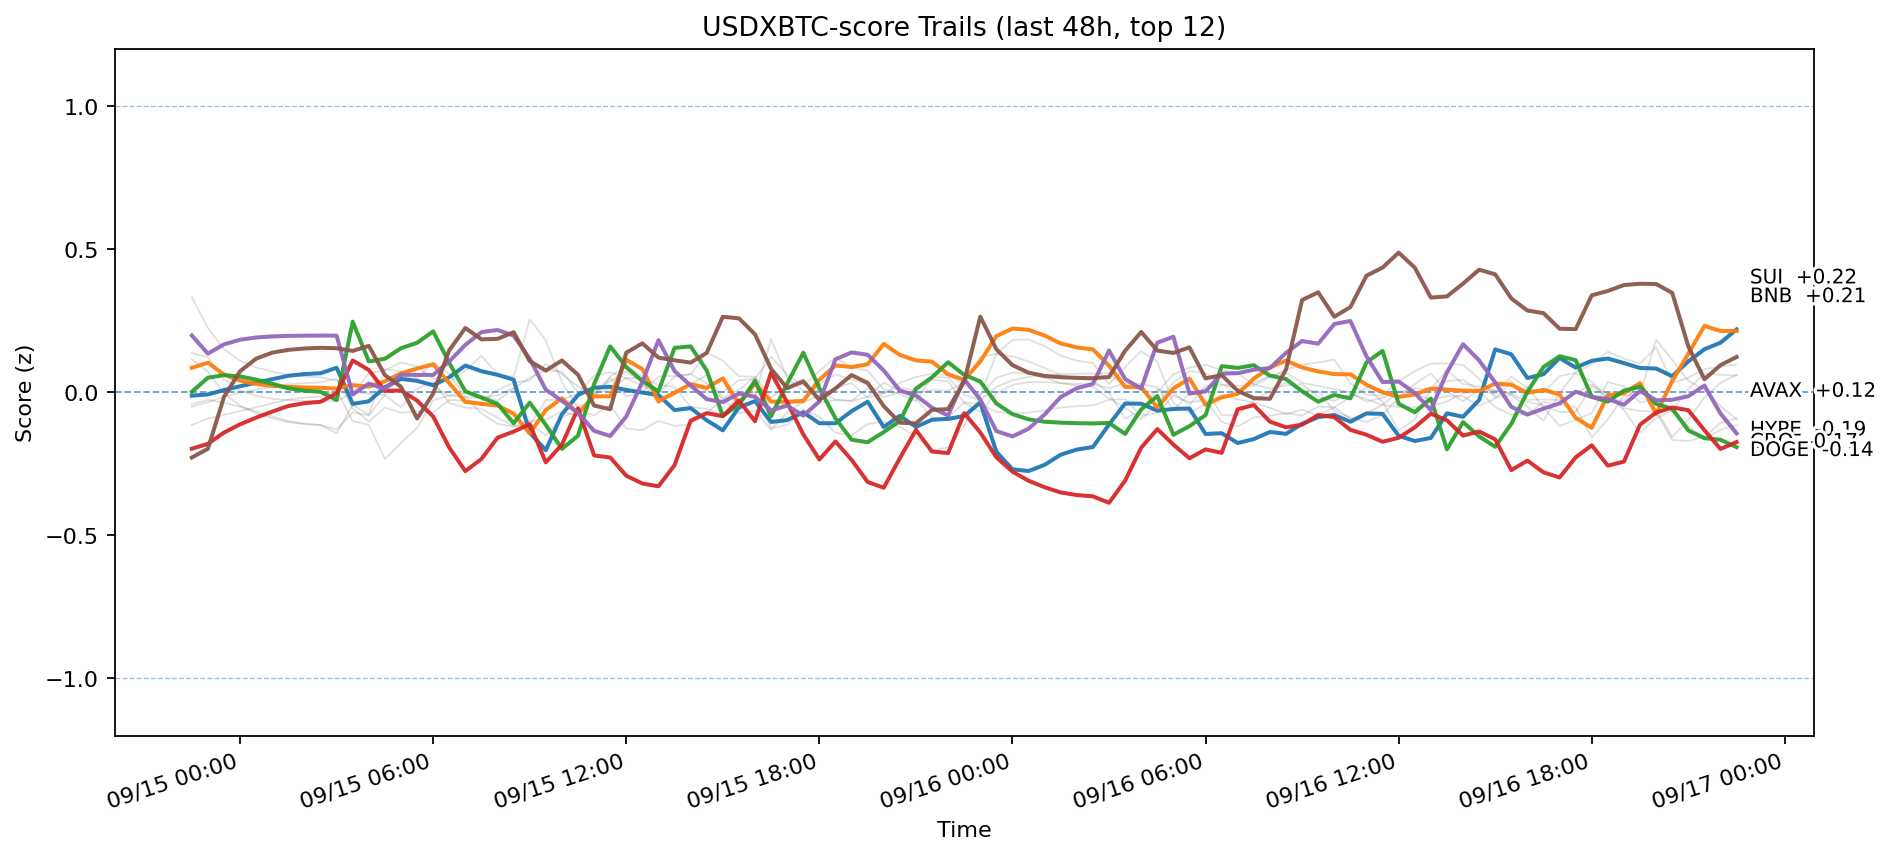 USDXBTC-score Trails (last 48h, top 12)
Score (z)
1.0
0.5
0.0
−0.5
−1.0
SUI +0.22
BNB +0.21
AVAX +0.12
HYPE -0.19
DOGE -0.14
09/15 00:00
09/15 06:00
09/15 12:00
09/15 18:00
09/16 00:00
09/16 06:00
09/16 12:00
09/16 18:00
09/17 00:00
Time